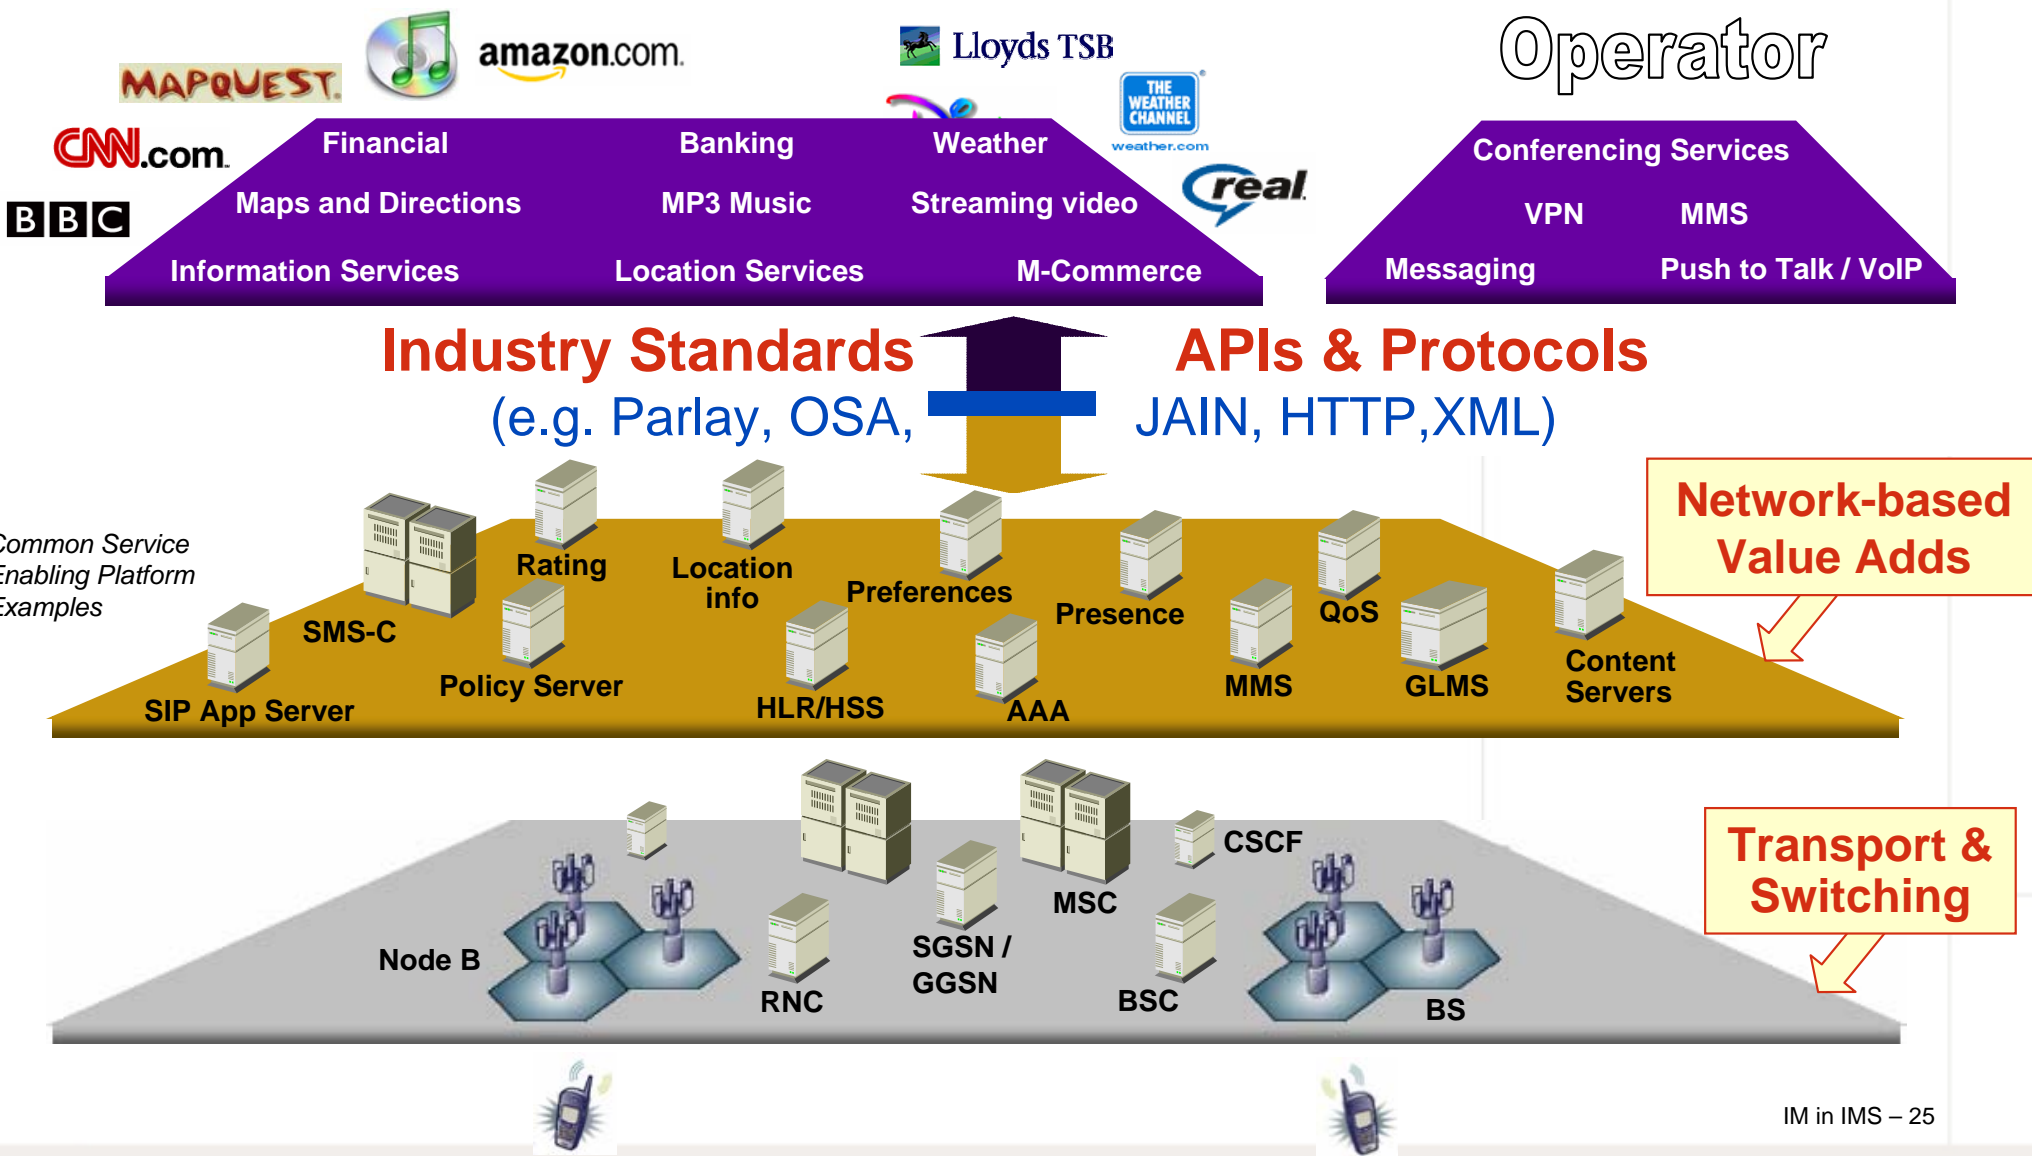 amazon.com.
Lloyds TSB
Operator
MAPQUEST.
THE
WEATHER
CHANNEL
weather.com
CNN.com
BBC
real
Financial
Banking
Weather
Maps and Directions
MP3 Music
Streaming video
Information Services
Location Services
M-Commerce
Conferencing Services
VPN
MMS
Messaging
Push to Talk / VoIP
Industry Standards
APIs & Protocols
(e.g. Parlay, OSA,
JAIN, HTTP,XML)
Network-based
Value Adds
Common Service
Enabling Platform
Examples
Rating
Location
info
Preferences
Presence
QoS
SMS-C
Policy Server
SIP App Server
HLR/HSS
AAA
MMS
GLMS
Content
Servers
Transport &
Switching
CSCF
MSC
Node B
SGSN /
GGSN
RNC
BSC
BS
IM in IMS – 25